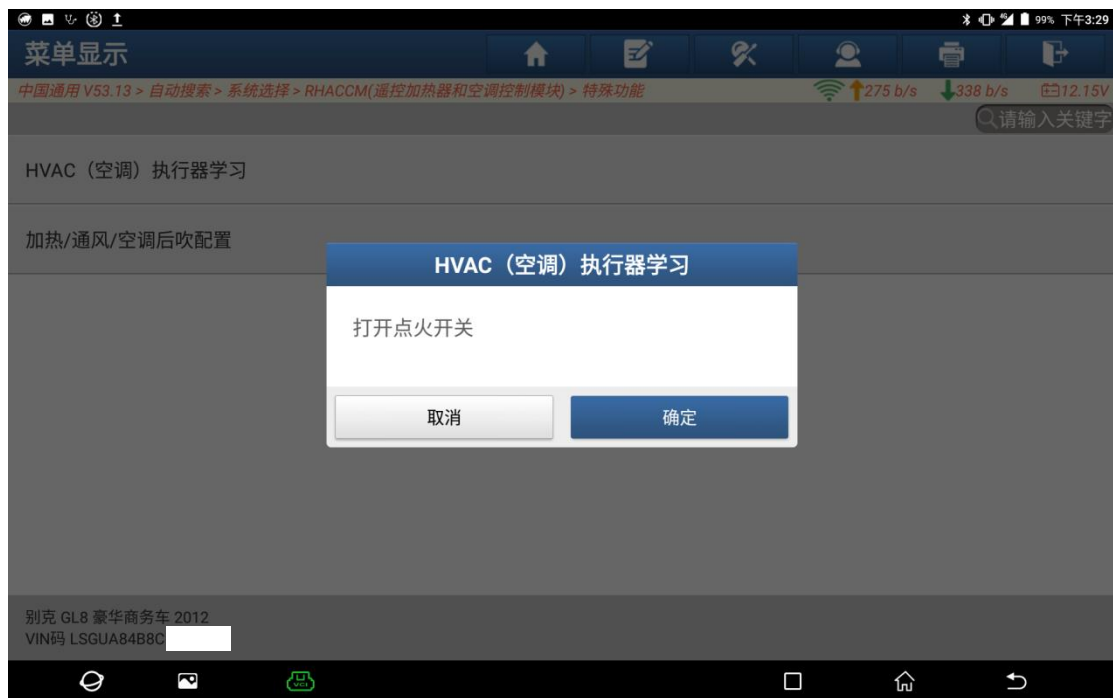 99% 下午3:29
菜单显示
中国通用 V53.13 > 自动搜索 > 系统选择 > RHACCM(遥控加热器和空调控制模块) > 特殊功能
275 b/s 338 b/s 12.15V
请输入关键字
HVAC（空调）执行器学习
加热/通风/空调后吹配置
HVAC（空调）执行器学习
打开点火开关
取消 确定
别克 GL8 豪华商务车 2012
VIN码 LSGUA84B8C
VCI